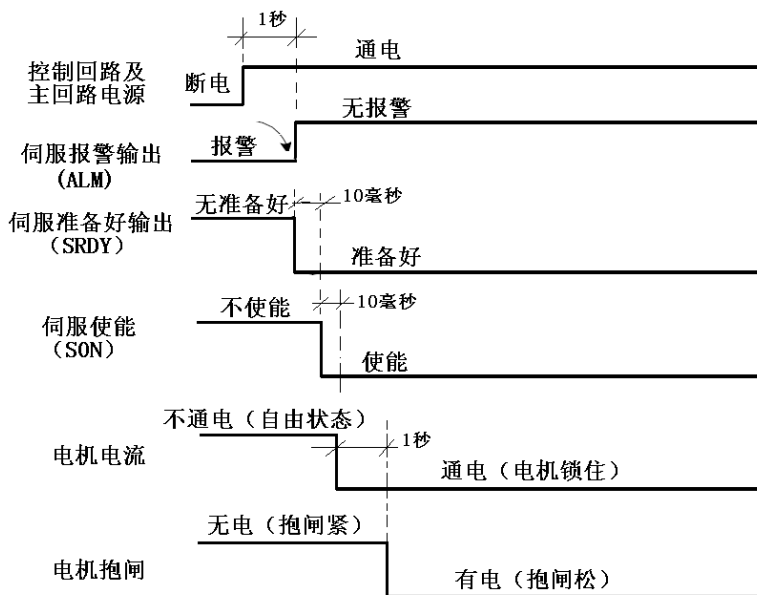 1秒
通电
控制回路及
主回路电源
断电
无报警
报警
伺服报警输出
(ALM)
无准备好
10毫秒
伺服准备好输出
（SRDY）
准备好
不使能
10毫秒
伺服使能
（SON）
使能
不通电（自由状态）
1秒
电机电流
通电（电机锁住）
无电（抱闸紧）
电机抱闸
有电（抱闸松）